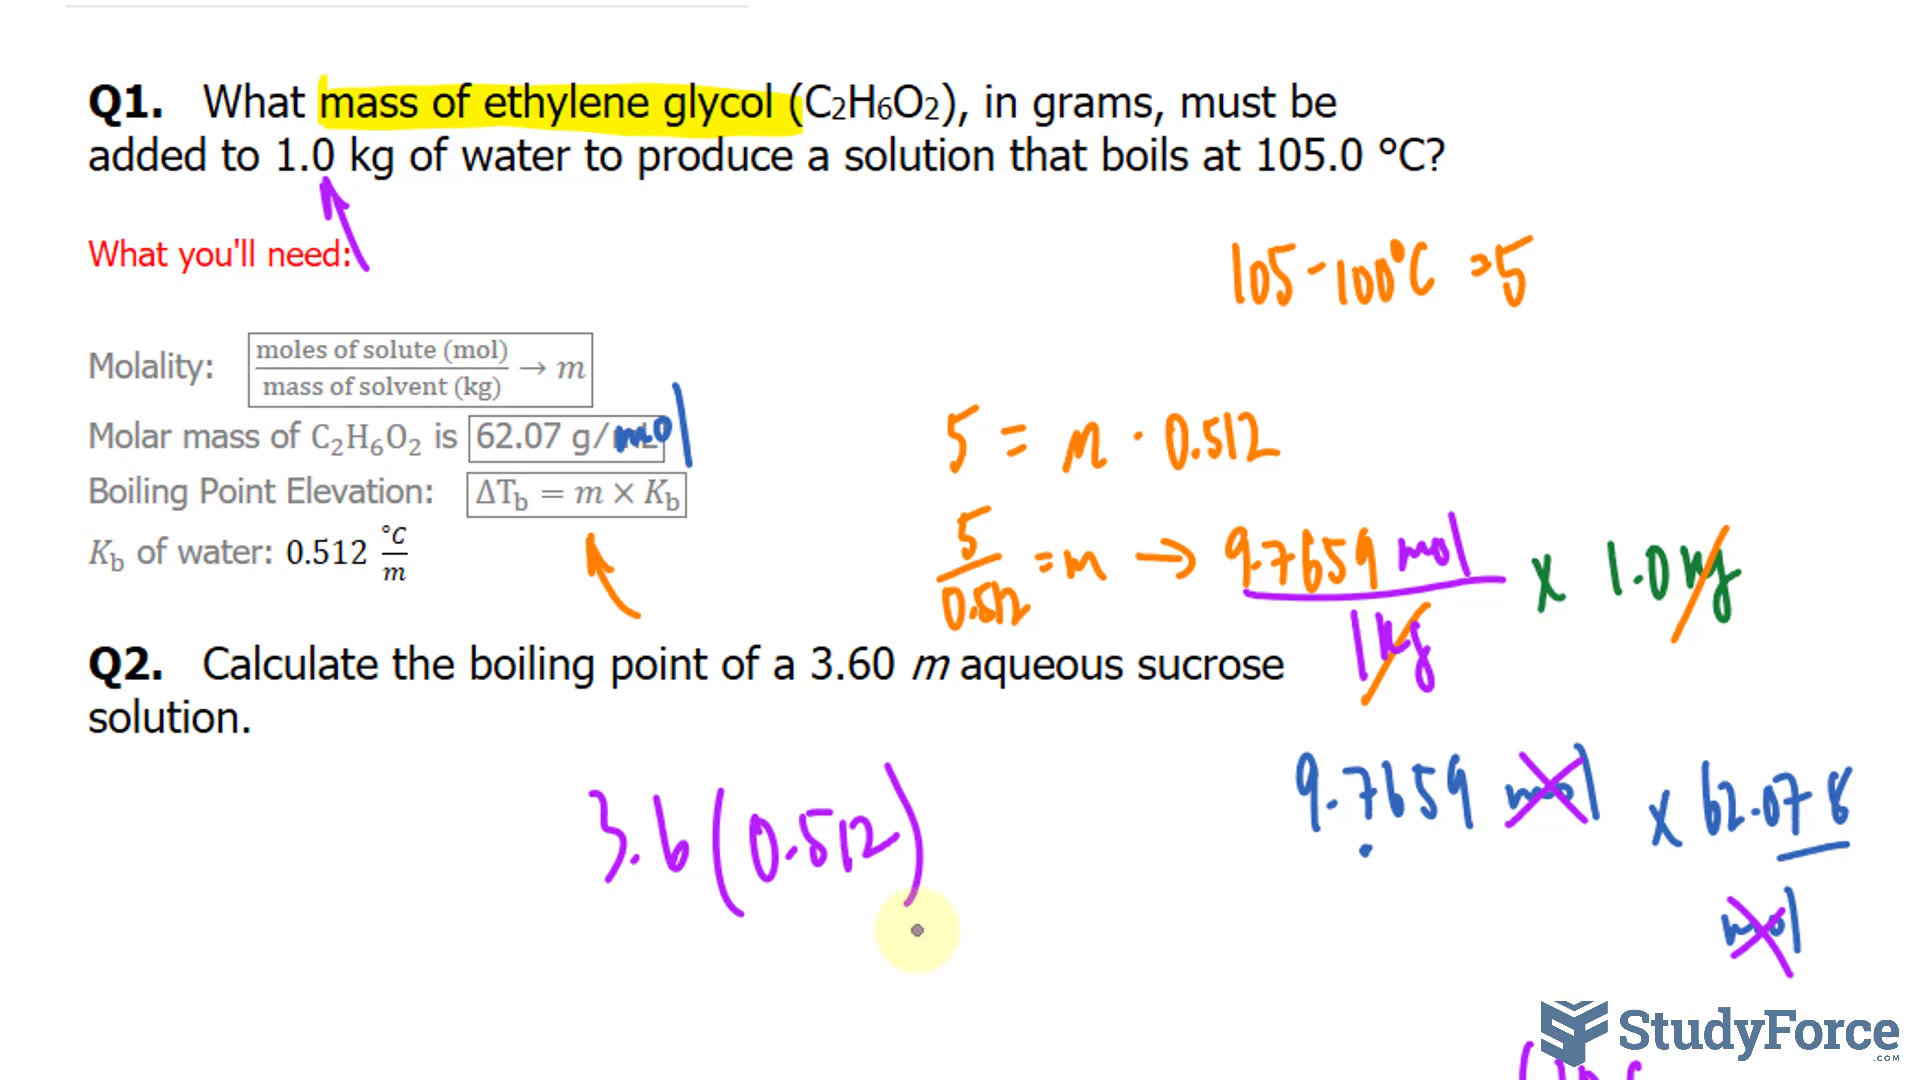 Q1. What mass of ethylene glycol (C2H6O2), in grams, must be
added to 1.0 kg of water to produce a solution that boils at 105.0 °C?
What you'll need:
105 - 100°C = 5
Molality: moles of solute (mol) / mass of solvent (kg) → m
Molar mass of C₂H₆O₂ is 62.07 g/mol
5 = m · 0.512
Boiling Point Elevation: ΔTb = m × Kb
Kb of water: 0.512 °C/m
5/0.512 = m → 9.7659 mol / 1 kg x 1.0 kg
Q2. Calculate the boiling point of a 3.60 m aqueous sucrose
solution.
3.6 (0.512)
9.7659 mol x 62.07 g / mol
StudyForce
.COM